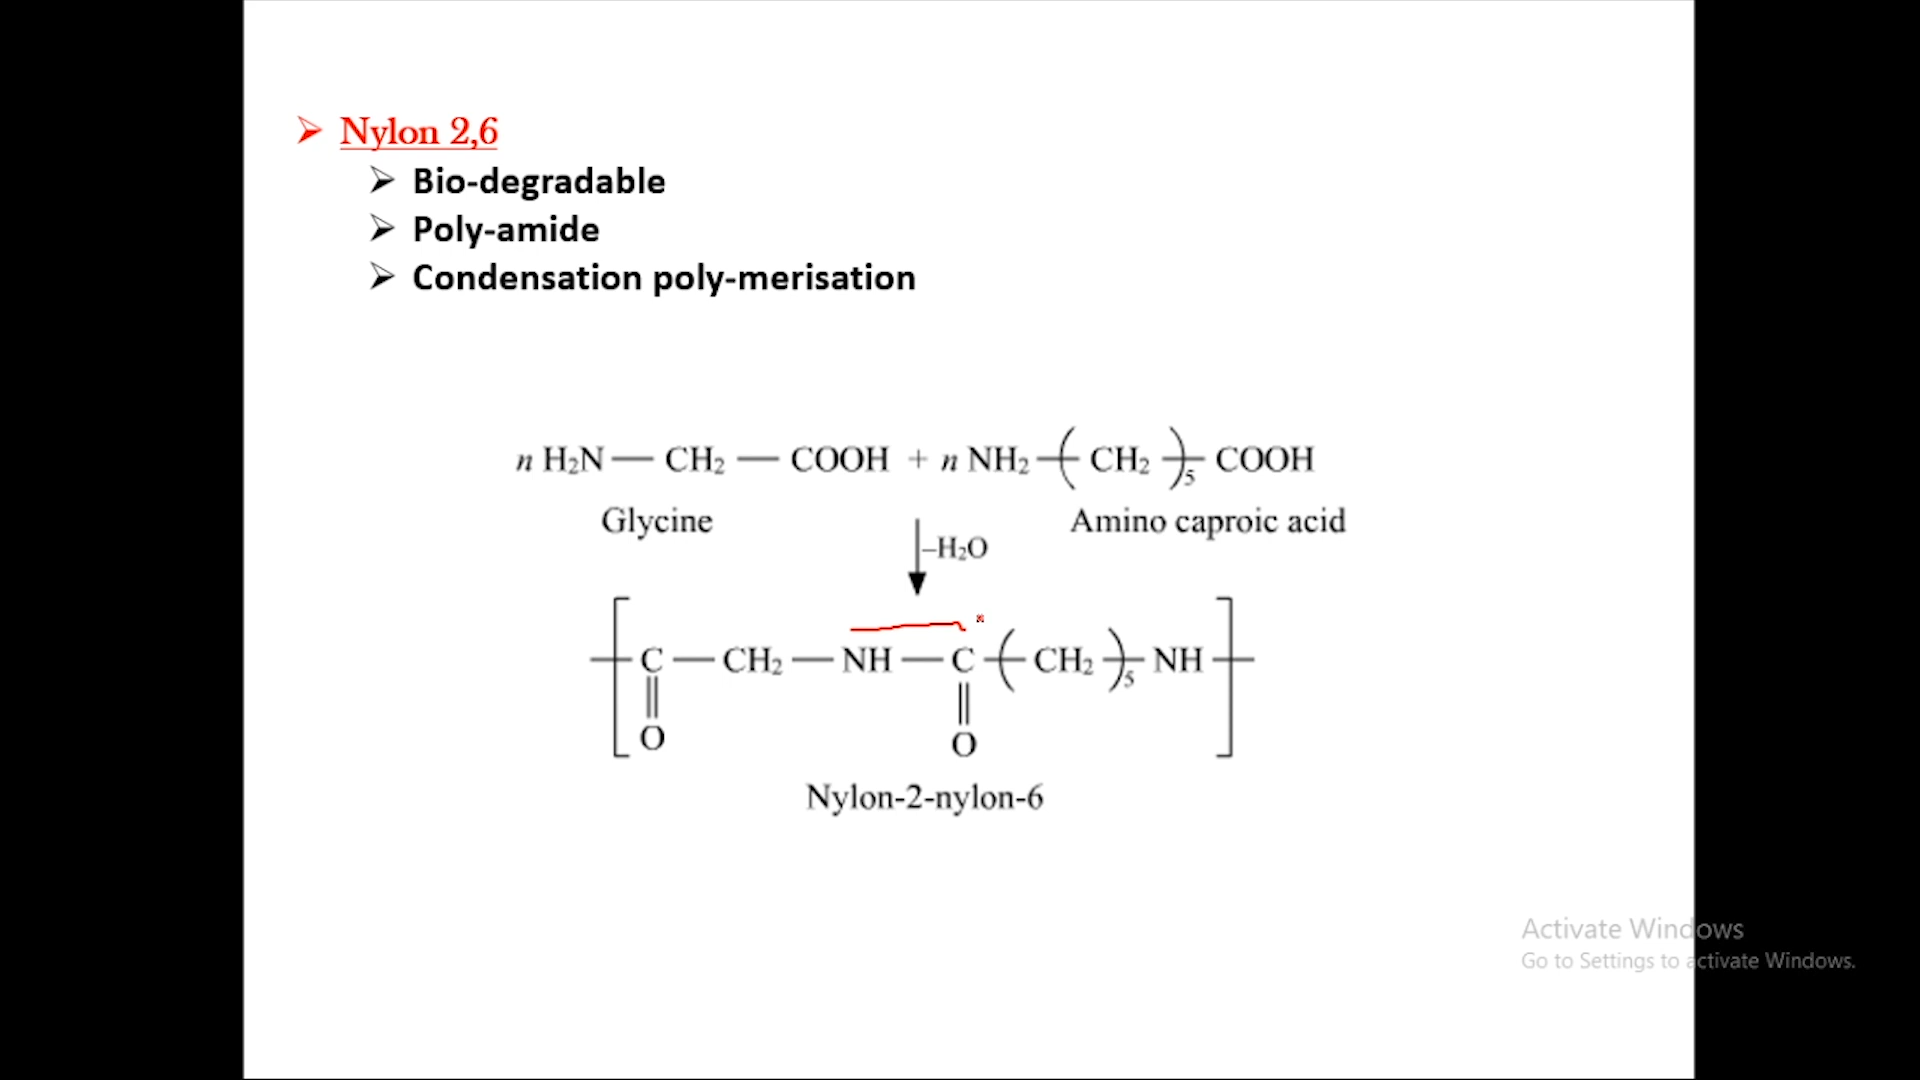 Nylon 2,6
Bio-degradable
Poly-amide
Condensation poly-merisation
n H₂N — CH₂ — COOH + n NH₂ —( CH₂ )₅— COOH
Glycine
Amino caproic acid
–H₂O
[ C — CH₂ — NH — C —( CH₂ )₅— NH ]
O
O
Nylon-2-nylon-6
Activate Windows
Go to Settings to activate Windows.